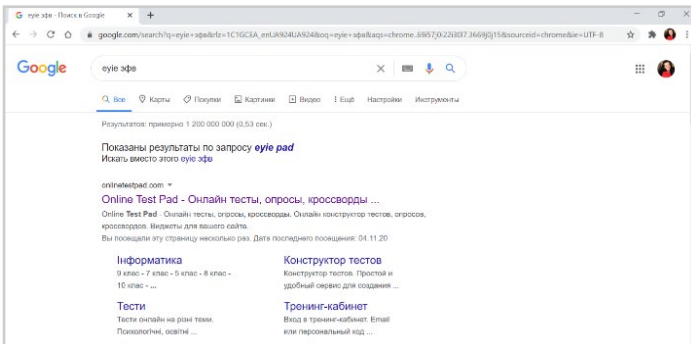 eyie эфв - Поиск в Google
google.com/search?q=eyie+эфв&rlz=1C1GCEA_enUA924UA924&oq=eyie+эфв&aqs=chrome..69i57j0i22i30l7.3669j0j15&sourceid=chrome&ie=UTF-8
Google
eyie эфв
Все Карты Покупки Картинки Видео Ещё Настройки Инструменты
Результатов: примерно 1 200 000 000 (0,53 сек.)
Показаны результаты по запросу eyie pad
Искать вместо этого eyie эфв
onlinetestpad.com
Online Test Pad - Онлайн тесты, опросы, кроссворды ...
Online Test Pad - Онлайн тесты, опросы, кроссворды. Онлайн конструктор тестов, опросов,
кроссвордов. Виджеты для вашего сайта.
Вы посещали эту страницу несколько раз. Дата последнего посещения: 04.11.20
Інформатика
9 клас - 7 клас - 5 клас - 8 клас -
10 клас - ...
Конструктор тестов
Конструктор тестов. Простой и
удобный сервис для создания ...
Тести
Тести онлайн на різні теми.
Психологічні, освітні ...
Тренинг-кабинет
Вход в тренинг-кабинет. Email
или персональный код ...